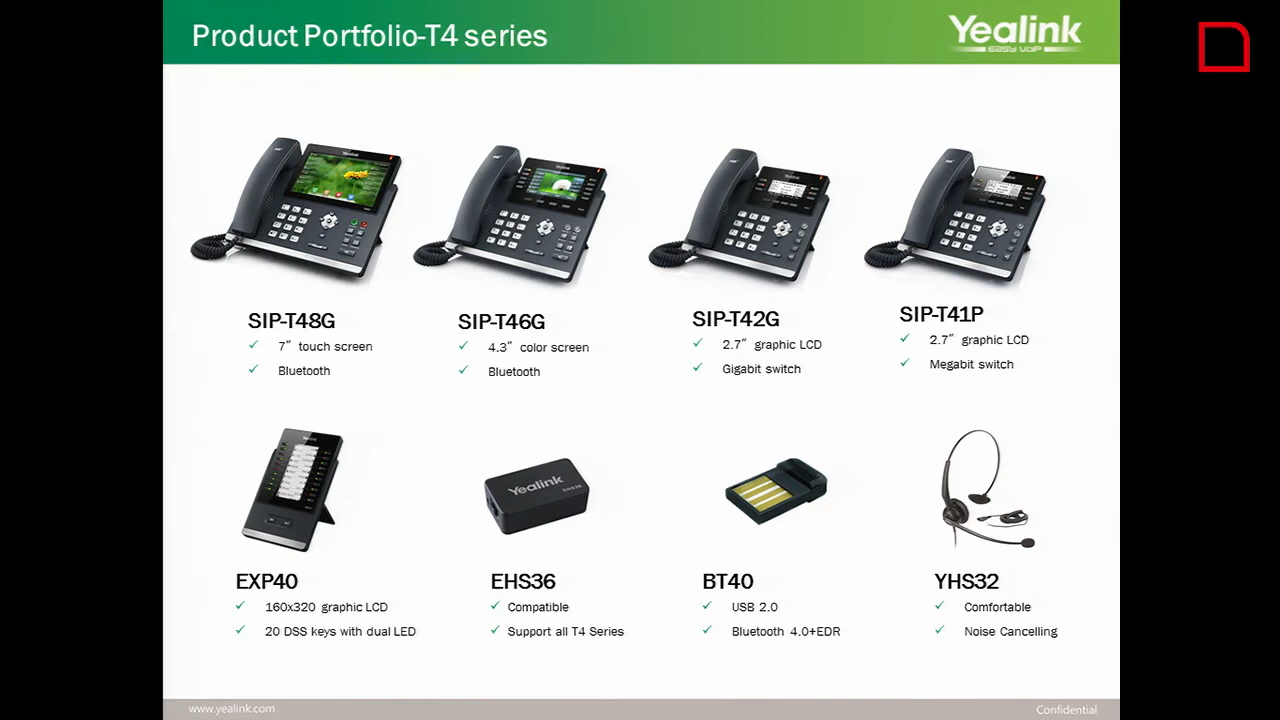 Product Portfolio-T4 series
Yealink
EASY VOIP
SIP-T48G
7" touch screen
Bluetooth
SIP-T46G
4.3" color screen
Bluetooth
SIP-T42G
2.7" graphic LCD
Gigabit switch
SIP-T41P
2.7" graphic LCD
Megabit switch
Yealink
EHS36
EXP40
160x320 graphic LCD
20 DSS keys with dual LED
EHS36
Compatible
Support all T4 Series
BT40
USB 2.0
Bluetooth 4.0+EDR
YHS32
Comfortable
Noise Cancelling
www.yealink.com
Confidential